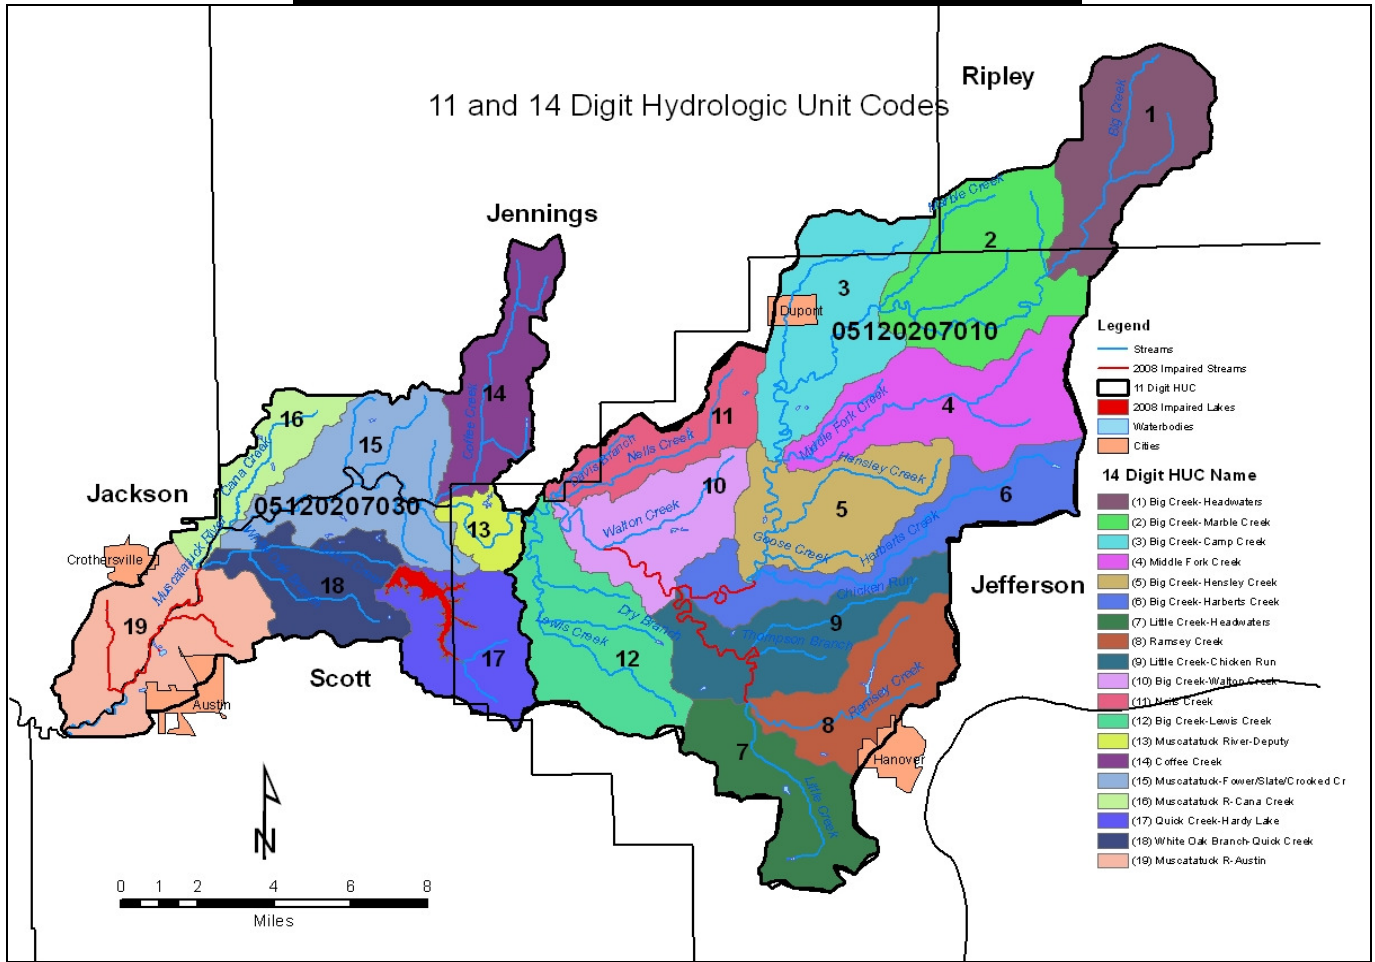 11 and 14 Digit Hydrologic Unit Codes
Ripley
Big Creek
1
Marble Creek
2
Jennings
3
Dupont
05120207010
Coffee Creek
14
11
Davis Branch
Nells Creek
Middle Fork Creek
4
16
15
Cana Creek
Jackson
05120207030
13
10
Walton Creek
Hensley Creek
5
6
Goose Creek
Harberts Creek
Crothersville
Muscatatuck River
18
Jefferson
Chicken Run
9
Thompson Branch
Dry Branch
Lewis Creek
12
19
17
Scott
Austin
Ramsey Creek
8
7
Hanover
Little Creek
N
0 1 2 4 6 8
Miles
Legend
Streams
2008 Impaired Streams
11 Digit HUC
2008 Impaired Lakes
Waterbodies
Cities
14 Digit HUC Name
(1) Big Creek-Headwaters
(2) Big Creek-Marble Creek
(3) Big Creek-Camp Creek
(4) Middle Fork Creek
(5) Big Creek-Hensley Creek
(6) Big Creek-Harberts Creek
(7) Little Creek-Headwaters
(8) Ramsey Creek
(9) Little Creek-Chicken Run
(10) Big Creek-Walton Creek
(11) Nells Creek
(12) Big Creek-Lewis Creek
(13) Muscatatuck River-Deputy
(14) Coffee Creek
(15) Muscatatuck-Fower/Slate/Crooked Cr
(16) Muscatatuck R-Cana Creek
(17) Quick Creek-Hardy Lake
(18) White Oak Branch-Quick Creek
(19) Muscatatuck R-Austin